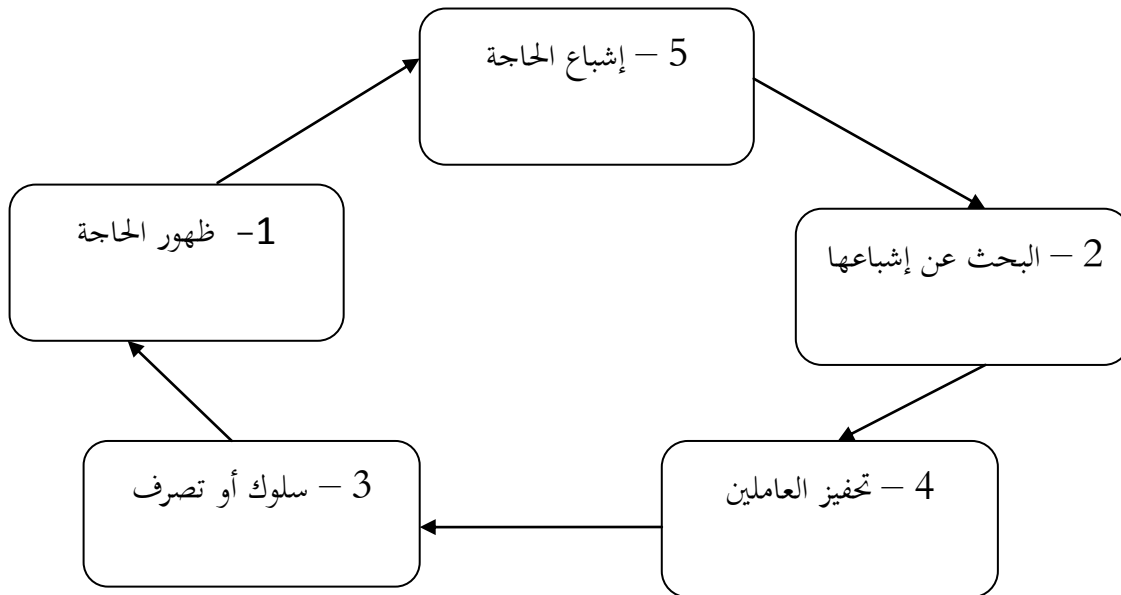 5 – إشباع الحاجة
1- ظهور الحاجة
2 – البحث عن إشباعها
4 – تحفيز العاملين
3 – سلوك أو تصرف